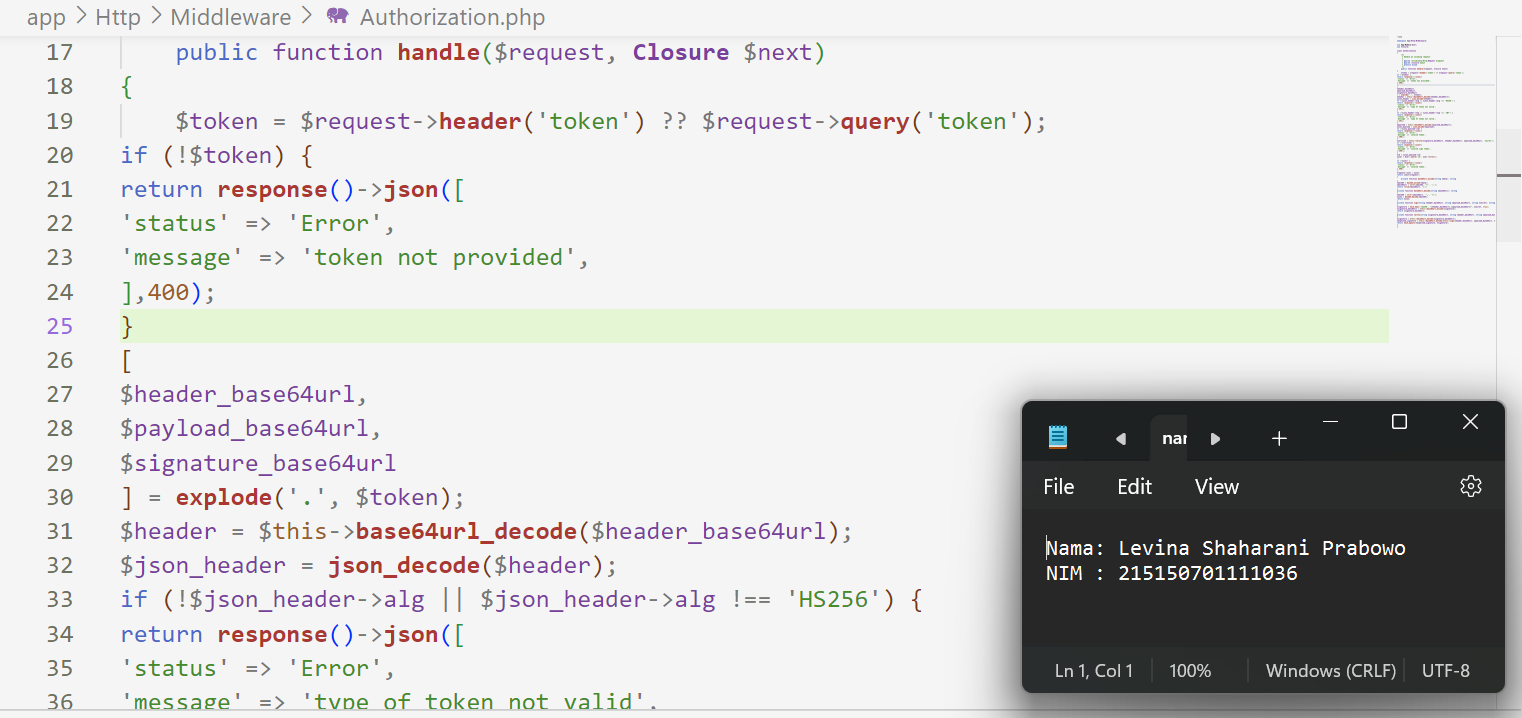 app > Http > Middleware > Authorization.php
17 public function handle($request, Closure $next)
18 {
19 $token = $request->header('token') ?? $request->query('token');
20 if (!$token) {
21 return response()->json([
22 'status' => 'Error',
23 'message' => 'token not provided',
24 ],400);
25 }
26 [
27 $header_base64url,
28 $payload_base64url,
29 $signature_base64url
30 ] = explode('.', $token);
31 $header = $this->base64url_decode($header_base64url);
32 $json_header = json_decode($header);
33 if (!$json_header->alg || $json_header->alg !== 'HS256') {
34 return response()->json([
35 'status' => 'Error',
36 'message' => 'type of token not valid',
nar
File Edit View
Nama: Levina Shaharani Prabowo
NIM : 215150701111036
Ln 1, Col 1 100% Windows (CRLF) UTF-8